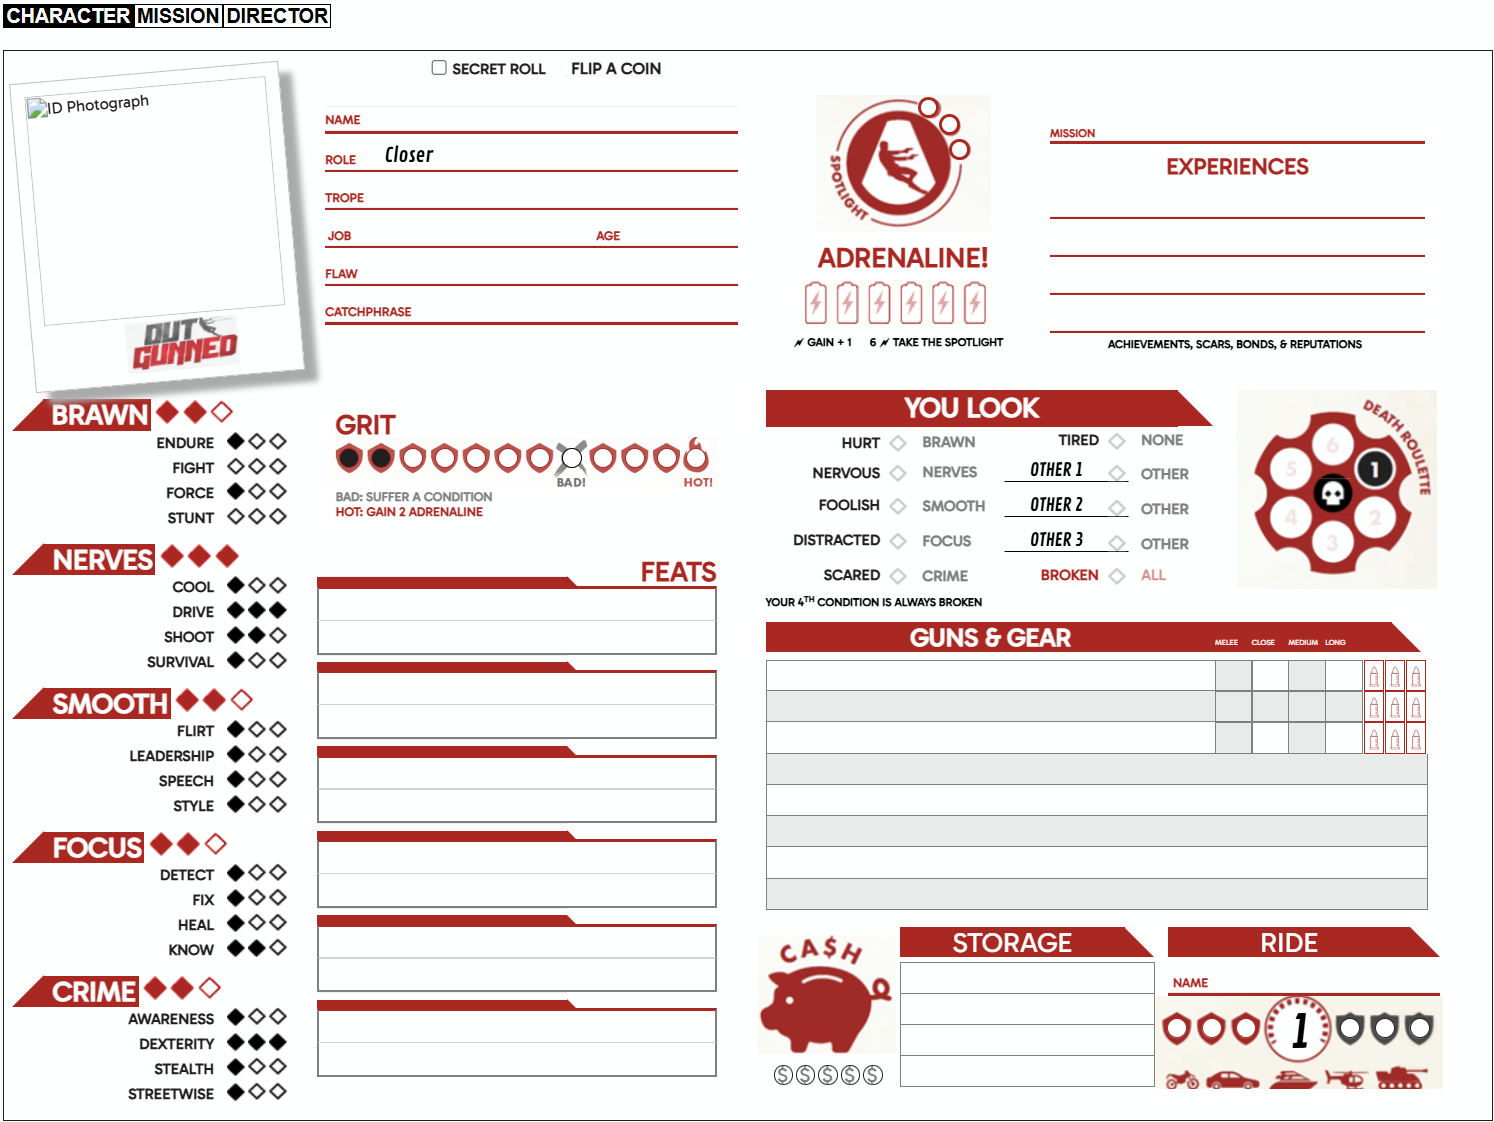 CHARACTER MISSION DIRECTOR
SECRET ROLL FLIP A COIN
ID Photograph
OUT
GUNNED
NAME
ROLE Closer
TROPE
JOB AGE
FLAW
CATCHPHRASE
SPOTLIGHT
ADRENALINE!
GAIN + 1 6 TAKE THE SPOTLIGHT
MISSION
EXPERIENCES
ACHIEVEMENTS, SCARS, BONDS, & REPUTATIONS
BRAWN
ENDURE
FIGHT
FORCE
STUNT
NERVES
COOL
DRIVE
SHOOT
SURVIVAL
SMOOTH
FLIRT
LEADERSHIP
SPEECH
STYLE
FOCUS
DETECT
FIX
HEAL
KNOW
CRIME
AWARENESS
DEXTERITY
STEALTH
STREETWISE
GRIT
BAD! HOT!
BAD: SUFFER A CONDITION
HOT: GAIN 2 ADRENALINE
FEATS
YOU LOOK
HURT BRAWN TIRED NONE
NERVOUS NERVES OTHER 1 OTHER
FOOLISH SMOOTH OTHER 2 OTHER
DISTRACTED FOCUS OTHER 3 OTHER
SCARED CRIME BROKEN ALL
YOUR 4TH CONDITION IS ALWAYS BROKEN
DEATH ROULETTE
6
5 1
4 2
3
GUNS & GEAR MELEE CLOSE MEDIUM LONG
CA$H
$ $ $ $ $
STORAGE
RIDE
NAME
1